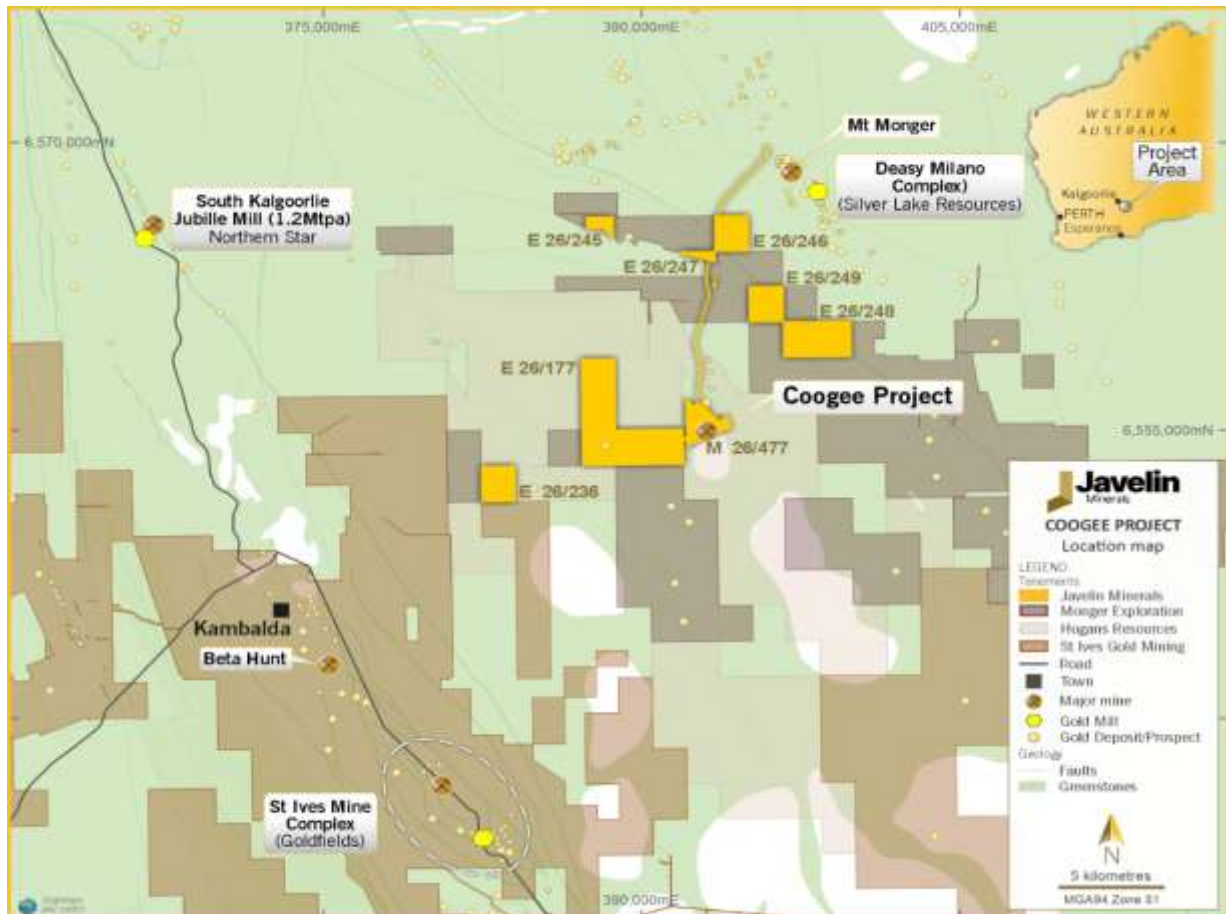 375,000mE
390,000mE
405,000mE
6,570,000mN
Mt Monger
WESTERN
AUSTRALIA
Project
Area
Kalgoorlie
PERTH
Esperance
South Kalgoorlie
Jubille Mill (1.2Mtpa)
Northern Star
Deasy Milano
Complex)
(Silver Lake Resources)
E 26/245
E 26/246
E 26/247
E 26/249
E 26/248
E 26/177
Coogee Project
6,555,000mN
M 26/477
E 26/236
Kambalda
Beta Hunt
St Ives Mine
Complex
(Goldfields)
390,000mE
Javelin
Minerals
COOGEE PROJECT
Location map
LEGEND
Tenements
Javelin Minerals
Monger Exploration
Hogans Resources
St Ives Gold Mining
Road
Town
Major mine
Gold Mill
Gold Deposit/Prospect
Geology
Faults
Greenstones
N
5 kilometres
MGA94 Zone 51